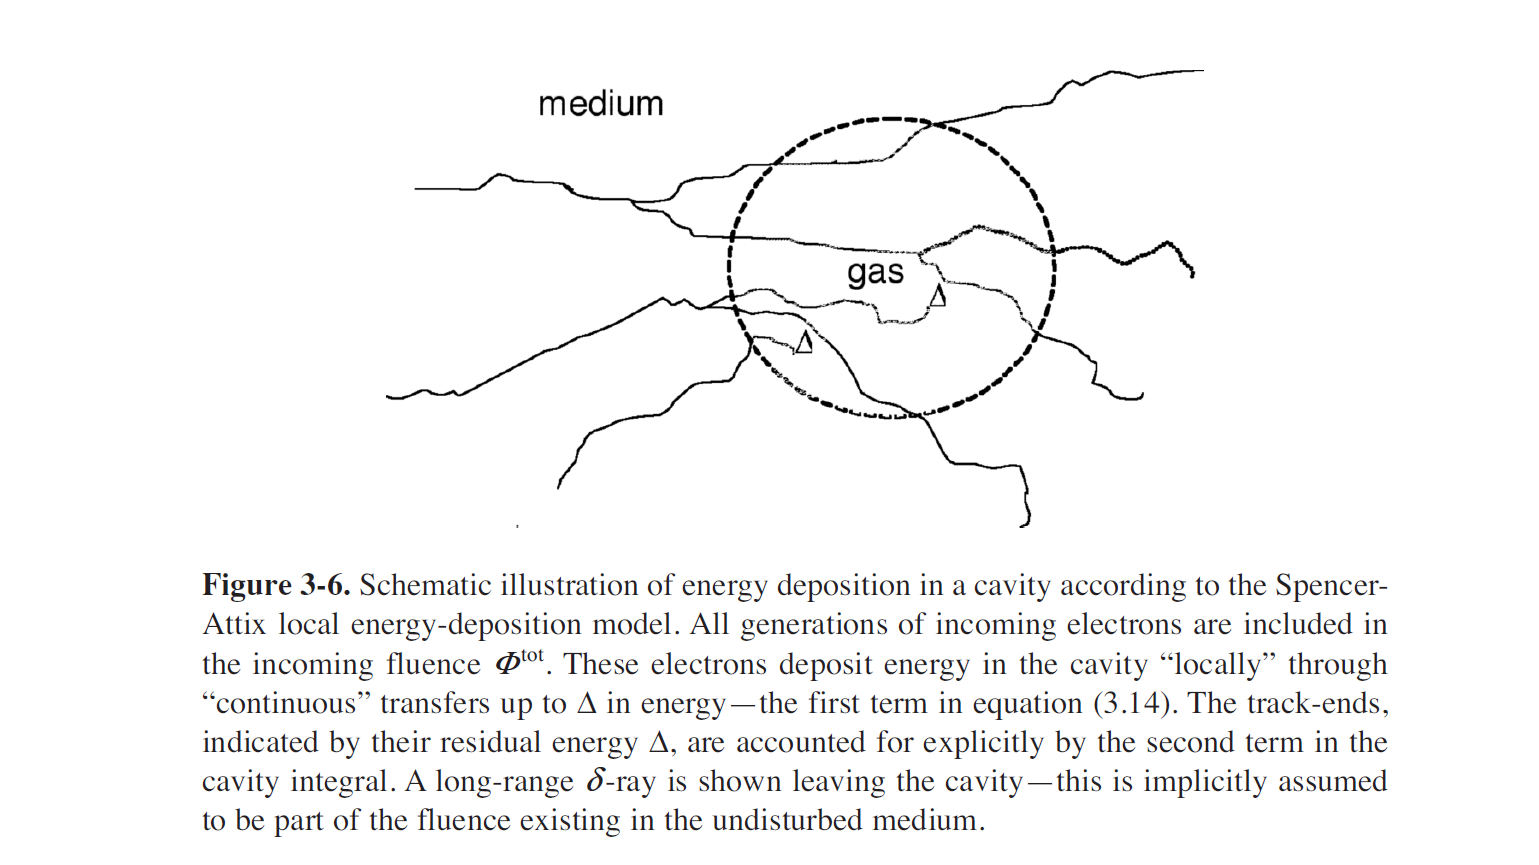 medium
gas
Δ
Δ
Figure 3-6. Schematic illustration of energy deposition in a cavity according to the Spencer-
Attix local energy-deposition model. All generations of incoming electrons are included in
the incoming fluence Φtot. These electrons deposit energy in the cavity “locally” through
“continuous” transfers up to Δ in energy—the first term in equation (3.14). The track-ends,
indicated by their residual energy Δ, are accounted for explicitly by the second term in the
cavity integral. A long-range δ-ray is shown leaving the cavity—this is implicitly assumed
to be part of the fluence existing in the undisturbed medium.